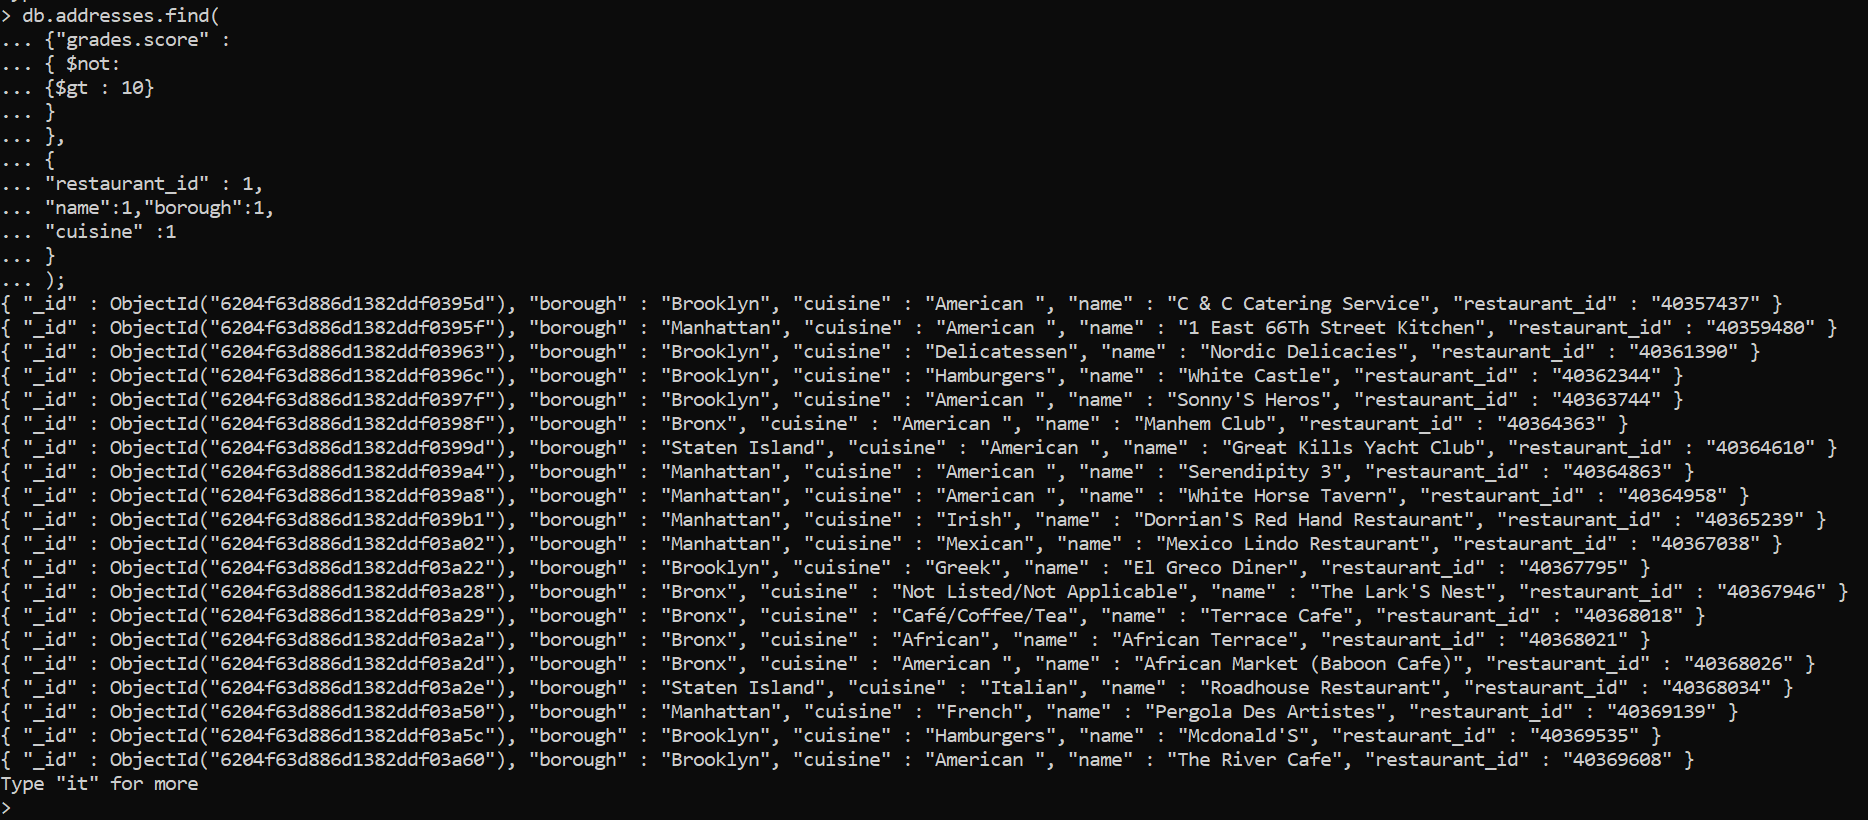 > db.addresses.find(
... {"grades.score" :
... { $not:
... {$gt : 10}
... }
... },
... {
... "restaurant_id" : 1,
... "name":1,"borough":1,
... "cuisine" :1
... }
... );
{ "_id" : ObjectId("6204f63d886d1382ddf0395d"), "borough" : "Brooklyn", "cuisine" : "American ", "name" : "C & C Catering Service", "restaurant_id" : "40357437" }
{ "_id" : ObjectId("6204f63d886d1382ddf0395f"), "borough" : "Manhattan", "cuisine" : "American ", "name" : "1 East 66Th Street Kitchen", "restaurant_id" : "40359480" }
{ "_id" : ObjectId("6204f63d886d1382ddf03963"), "borough" : "Brooklyn", "cuisine" : "Delicatessen", "name" : "Nordic Delicacies", "restaurant_id" : "40361390" }
{ "_id" : ObjectId("6204f63d886d1382ddf0396c"), "borough" : "Brooklyn", "cuisine" : "Hamburgers", "name" : "White Castle", "restaurant_id" : "40362344" }
{ "_id" : ObjectId("6204f63d886d1382ddf0397f"), "borough" : "Brooklyn", "cuisine" : "American ", "name" : "Sonny'S Heros", "restaurant_id" : "40363744" }
{ "_id" : ObjectId("6204f63d886d1382ddf0398f"), "borough" : "Bronx", "cuisine" : "American ", "name" : "Manhem Club", "restaurant_id" : "40364363" }
{ "_id" : ObjectId("6204f63d886d1382ddf0399d"), "borough" : "Staten Island", "cuisine" : "American ", "name" : "Great Kills Yacht Club", "restaurant_id" : "40364610" }
{ "_id" : ObjectId("6204f63d886d1382ddf039a4"), "borough" : "Manhattan", "cuisine" : "American ", "name" : "Serendipity 3", "restaurant_id" : "40364863" }
{ "_id" : ObjectId("6204f63d886d1382ddf039a8"), "borough" : "Manhattan", "cuisine" : "American ", "name" : "White Horse Tavern", "restaurant_id" : "40364958" }
{ "_id" : ObjectId("6204f63d886d1382ddf039b1"), "borough" : "Manhattan", "cuisine" : "Irish", "name" : "Dorrian'S Red Hand Restaurant", "restaurant_id" : "40365239" }
{ "_id" : ObjectId("6204f63d886d1382ddf03a02"), "borough" : "Manhattan", "cuisine" : "Mexican", "name" : "Mexico Lindo Restaurant", "restaurant_id" : "40367038" }
{ "_id" : ObjectId("6204f63d886d1382ddf03a22"), "borough" : "Brooklyn", "cuisine" : "Greek", "name" : "El Greco Diner", "restaurant_id" : "40367795" }
{ "_id" : ObjectId("6204f63d886d1382ddf03a28"), "borough" : "Bronx", "cuisine" : "Not Listed/Not Applicable", "name" : "The Lark'S Nest", "restaurant_id" : "40367946" }
{ "_id" : ObjectId("6204f63d886d1382ddf03a29"), "borough" : "Bronx", "cuisine" : "Café/Coffee/Tea", "name" : "Terrace Cafe", "restaurant_id" : "40368018" }
{ "_id" : ObjectId("6204f63d886d1382ddf03a2a"), "borough" : "Bronx", "cuisine" : "African", "name" : "African Terrace", "restaurant_id" : "40368021" }
{ "_id" : ObjectId("6204f63d886d1382ddf03a2d"), "borough" : "Bronx", "cuisine" : "American ", "name" : "African Market (Baboon Cafe)", "restaurant_id" : "40368026" }
{ "_id" : ObjectId("6204f63d886d1382ddf03a2e"), "borough" : "Staten Island", "cuisine" : "Italian", "name" : "Roadhouse Restaurant", "restaurant_id" : "40368034" }
{ "_id" : ObjectId("6204f63d886d1382ddf03a50"), "borough" : "Manhattan", "cuisine" : "French", "name" : "Pergola Des Artistes", "restaurant_id" : "40369139" }
{ "_id" : ObjectId("6204f63d886d1382ddf03a5c"), "borough" : "Brooklyn", "cuisine" : "Hamburgers", "name" : "Mcdonald'S", "restaurant_id" : "40369535" }
{ "_id" : ObjectId("6204f63d886d1382ddf03a60"), "borough" : "Brooklyn", "cuisine" : "American ", "name" : "The River Cafe", "restaurant_id" : "40369608" }
Type "it" for more
>